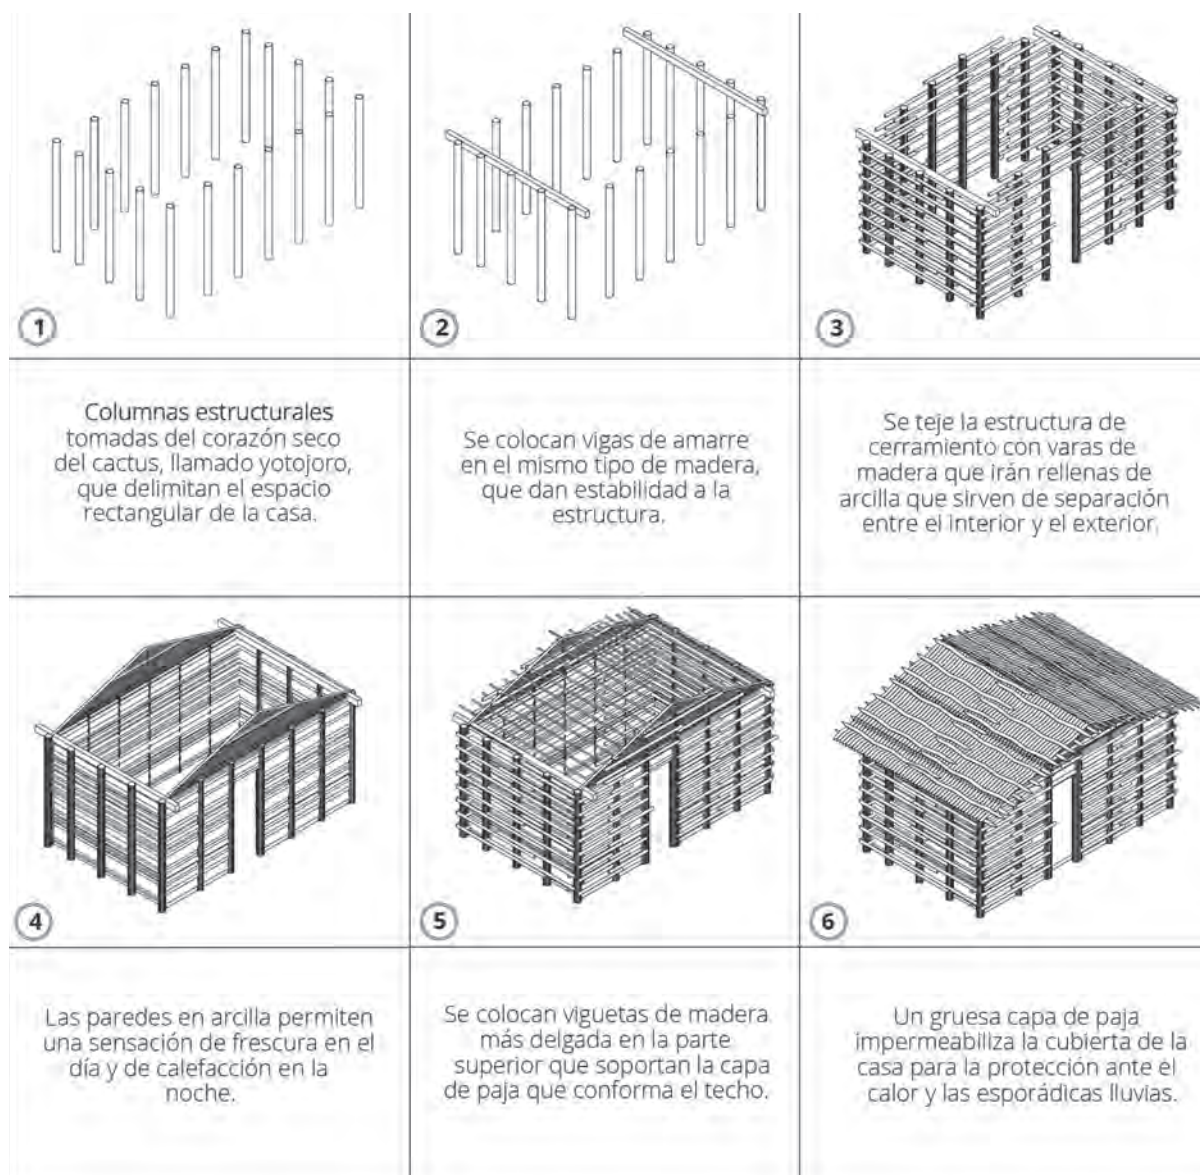 1
2
3
Columnas estructurales
tomadas del corazón seco
del cactus, llamado yotojoro,
que delimitan el espacio
rectangular de la casa.
Se colocan vigas de amarre
en el mismo tipo de madera,
que dan estabilidad a la
estructura.
Se teje la estructura de
cerramiento con varas de
madera que irán rellenas de
arcilla que sirven de separación
entre el interior y el exterior.
4
5
6
Las paredes en arcilla permiten
una sensación de frescura en el
día y de calefacción en la
noche.
Se colocan viguetas de madera
más delgada en la parte
superior que soportan la capa
de paja que conforma el techo.
Un gruesa capa de paja
impermeabiliza la cubierta de la
casa para la protección ante el
calor y las esporádicas lluvias.